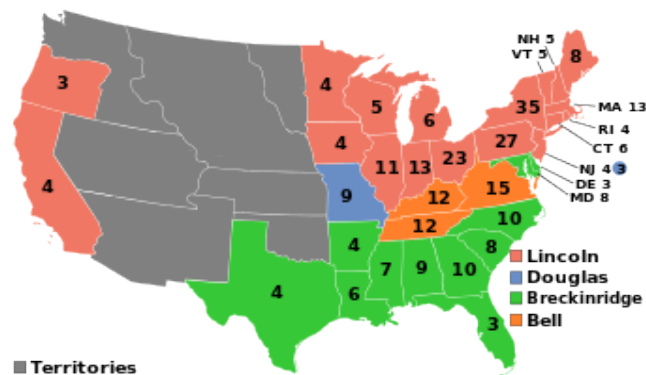 NH 5
VT 5
8
3
4
5
6
35
MA 13
RI 4
CT 6
4
11
13
23
27
NJ 4 3
DE 3
MD 8
4
9
12
15
12
10
4
7
9
10
8
6
4
3
Lincoln
Douglas
Breckinridge
Bell
Territories